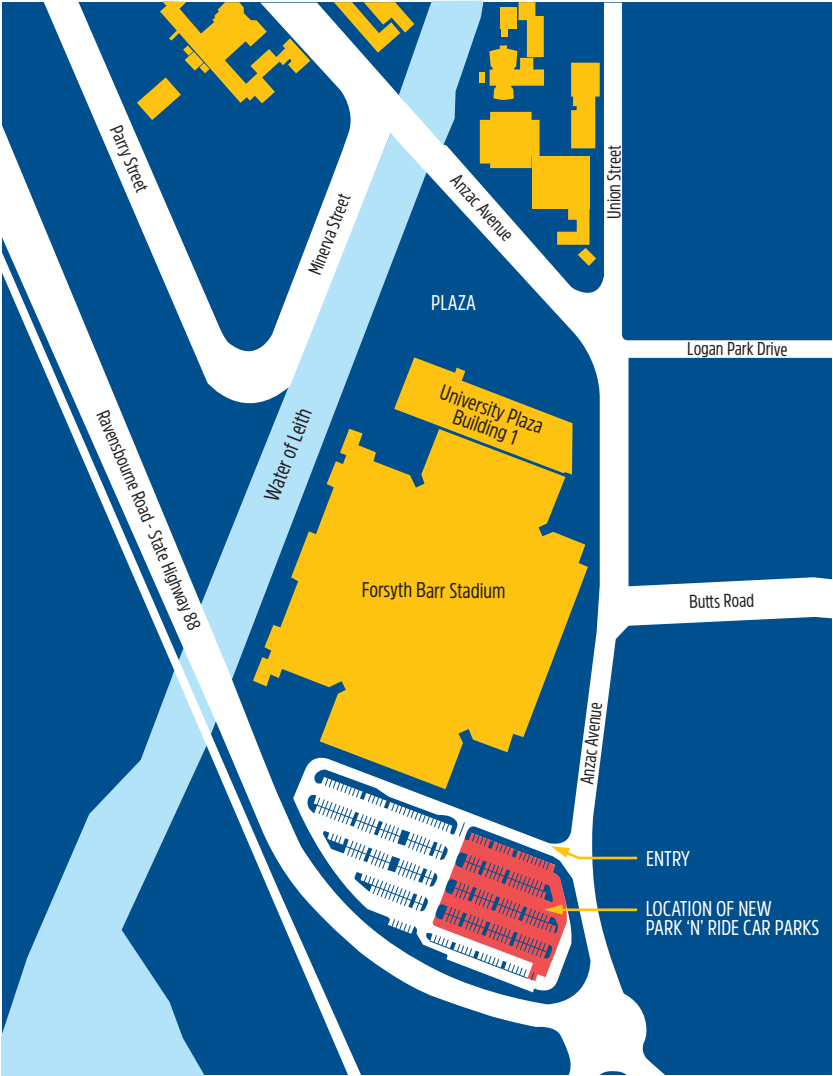 Parry Street
Minerva Street
Anzac Avenue
Union Street
PLAZA
Logan Park Drive
University Plaza
Building 1
Water of Leith
Ravensbourne Road - State Highway 88
Forsyth Barr Stadium
Butts Road
Anzac Avenue
ENTRY
LOCATION OF NEW
PARK ‘N’ RIDE CAR PARKS